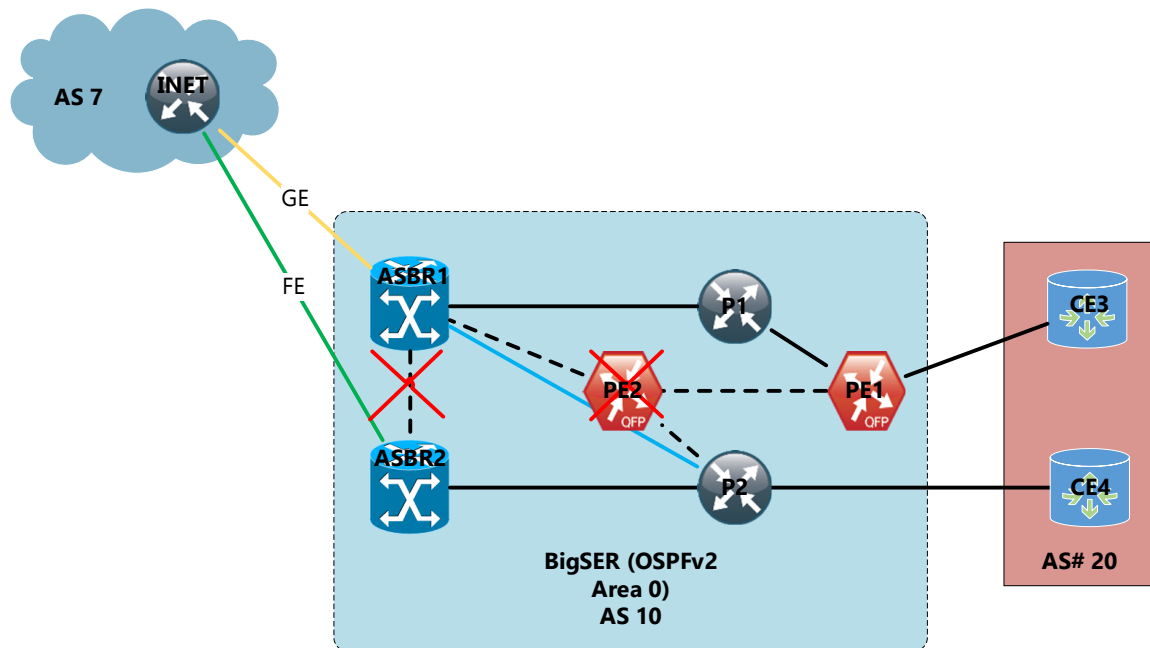 INET
AS 7
GE
FE
ASBR1
P1
CE3
PE2
QFP
PE1
QFP
ASBR2
P2
CE4
BigSER (OSPFv2
Area 0)
AS 10
AS# 20